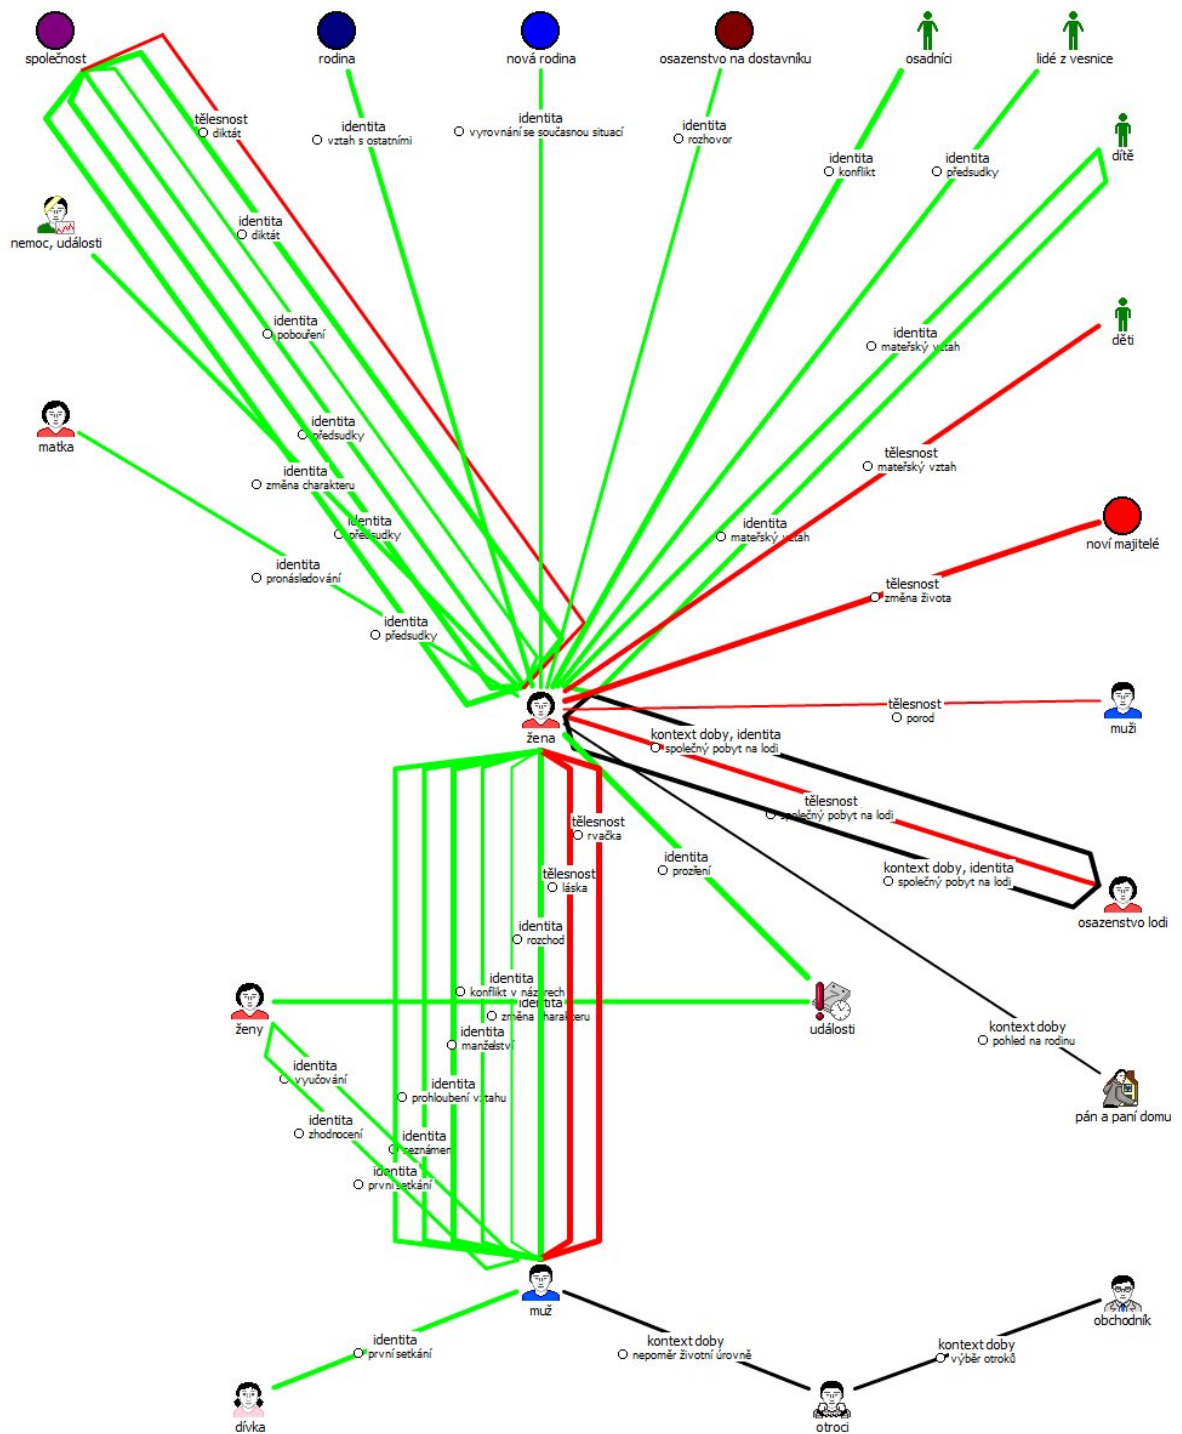 společnost
rodina
nová rodina
osazenstvo na dostavníku
osadníci
lidé z vesnice
tělesnost
diktát
identita
vztah s ostatními
identita
vyrovnání se současnou situací
identita
rozhovor
identita
konflikt
identita
předsudky
dítě
nemoc, události
identita
diktát
identita
pobouření
identita
mateřský vztah
děti
matka
identita
předsudky
identita
změna charakteru
tělesnost
mateřský vztah
identita
předsudky
identita
mateřský vztah
noví majitelé
identita
pronásledování
tělesnost
změna života
identita
předsudky
žena
tělesnost
porod
muži
kontext doby, identita
společný pobyt na lodi
tělesnost
společný pobyt na lodi
tělesnost
rvačka
identita
prozření
kontext doby, identita
společný pobyt na lodi
tělesnost
láska
osazenstvo lodi
identita
rozchod
identita
konflikt v názorech
identita
změna charakteru
ženy
události
identita
manželství
kontext doby
pohled na rodinu
identita
vyučování
identita
prohloubení vztahu
pán a paní domu
identita
zhodnocení
identita
seznámení
identita
první setkání
muž
obchodník
identita
první setkání
kontext doby
nepoměr životní úrovně
kontext doby
výběr otroků
dívka
otroci